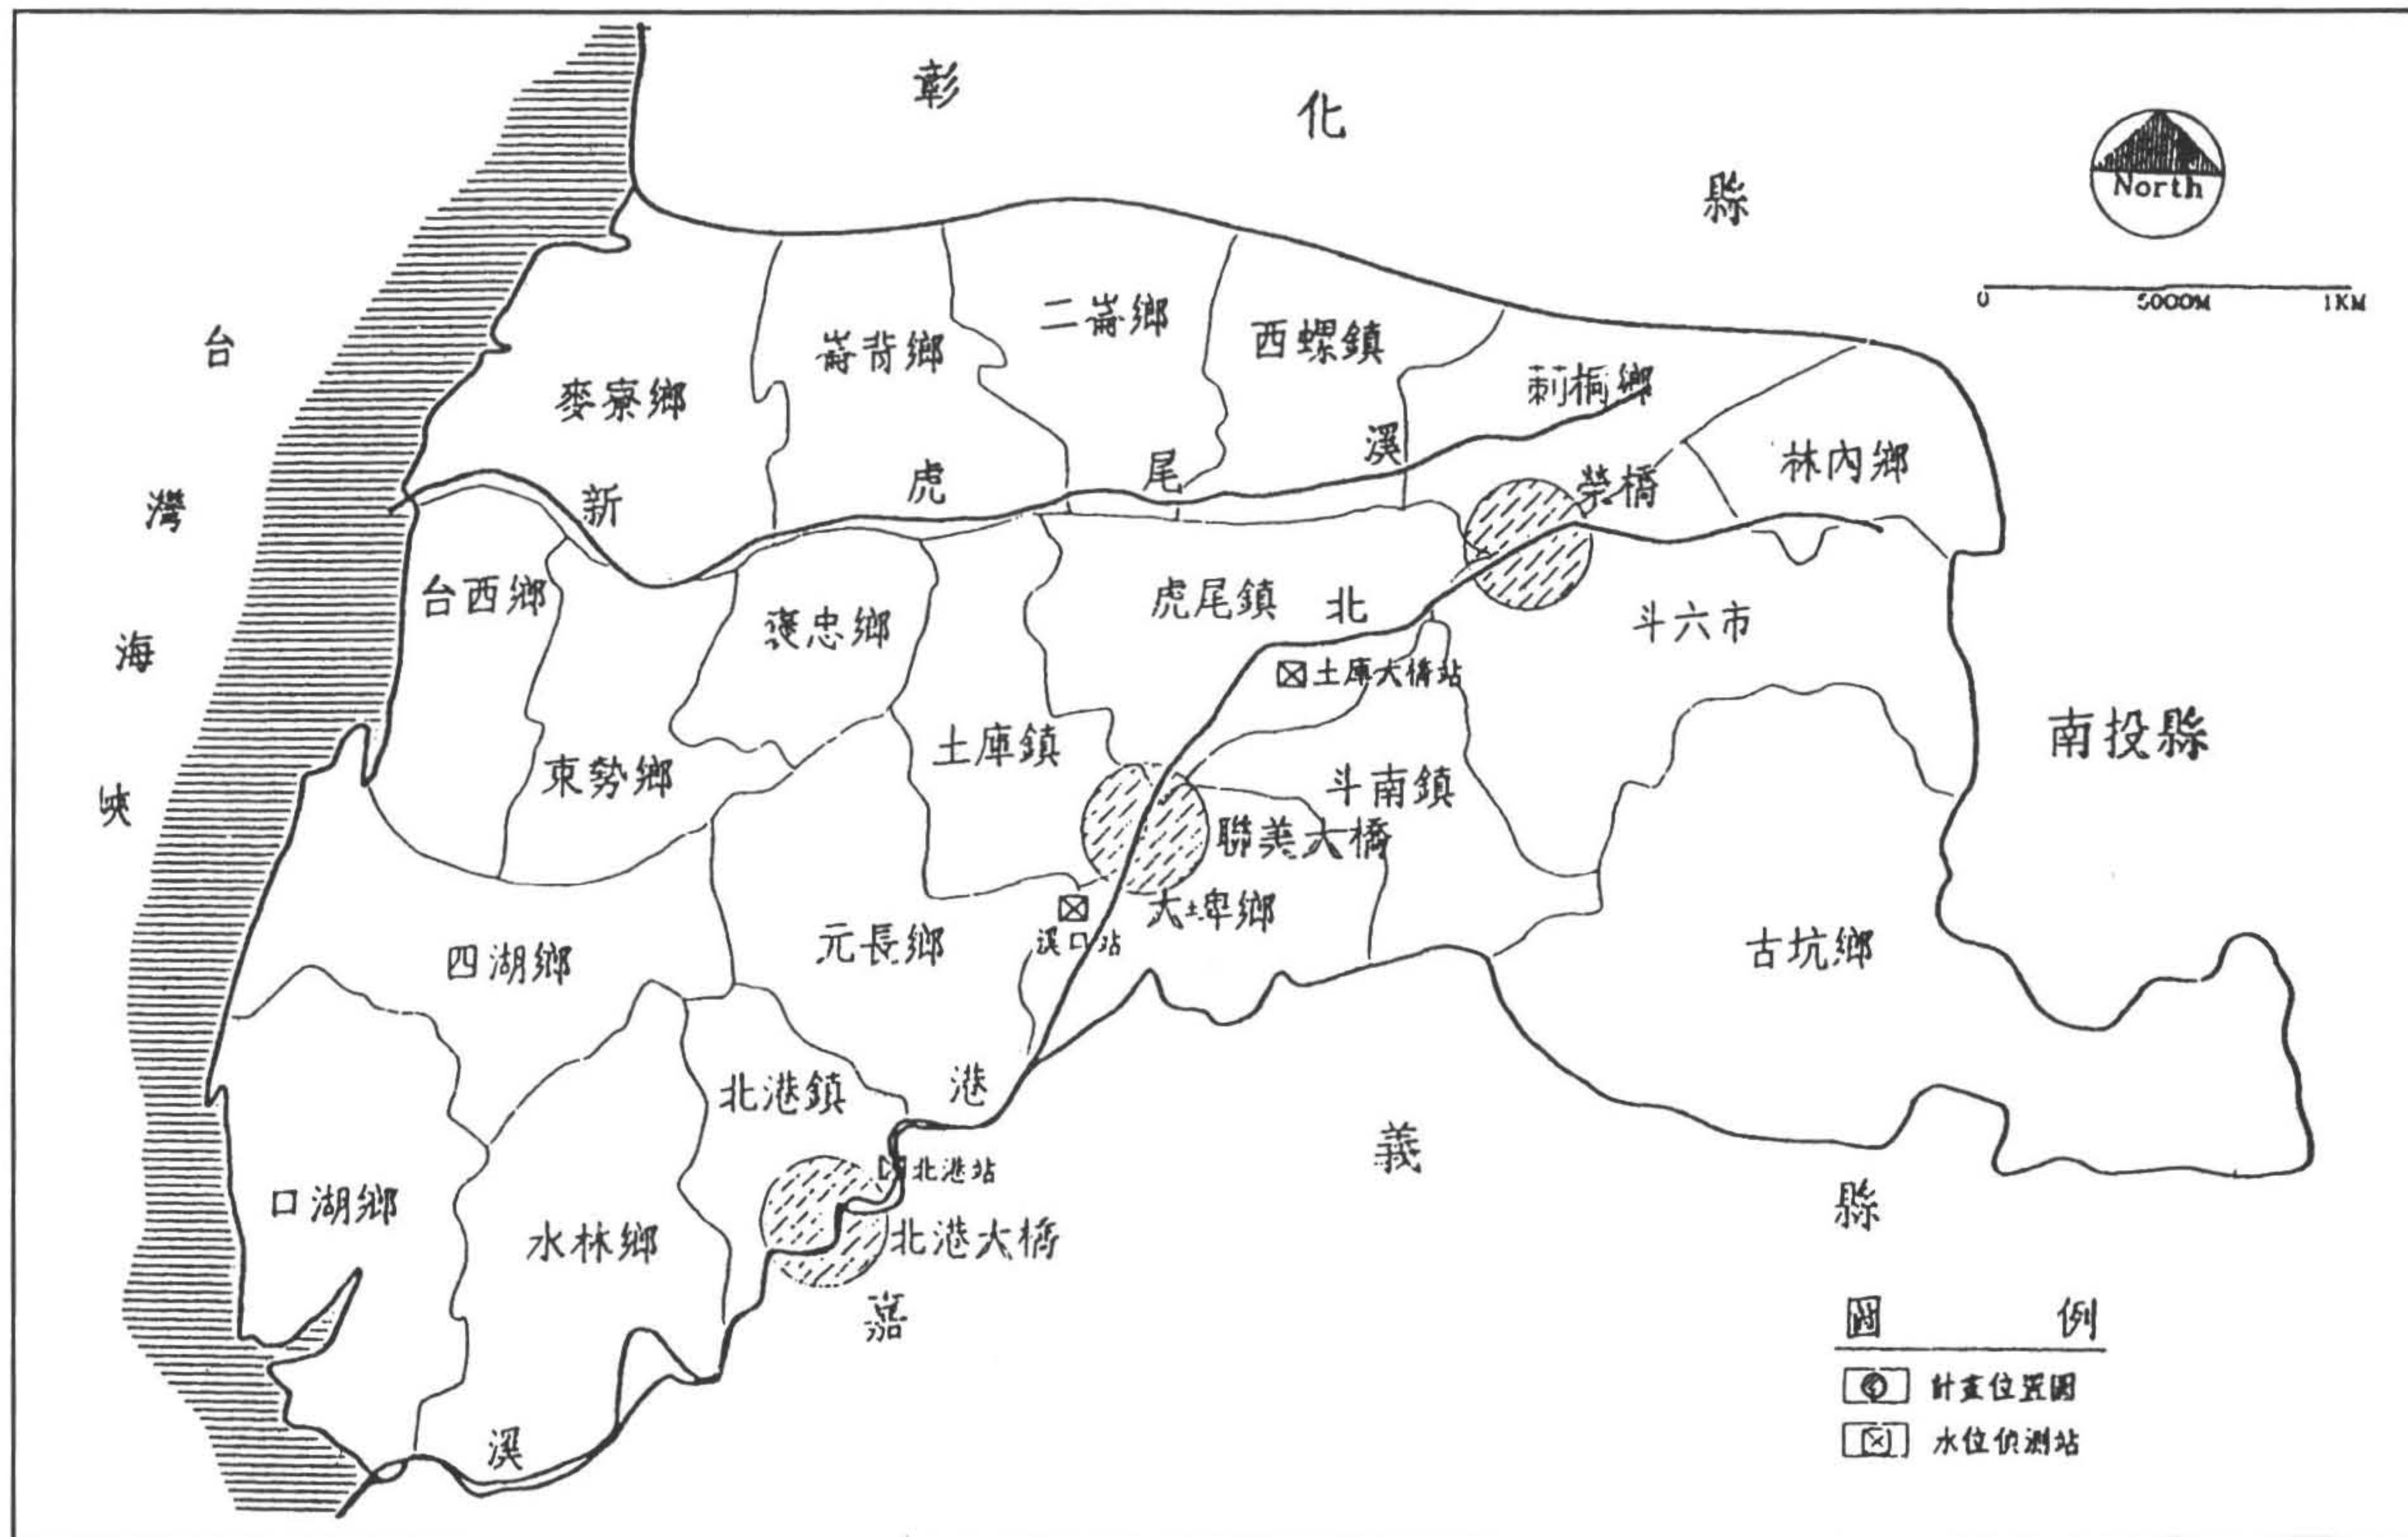 彰化縣
North
0 5000M 1KM
台灣海峽
二崙鄉
西螺鎮
崙背鄉
莿桐鄉
麥寮鄉
林內鄉
新虎尾溪
榮橋
台西鄉
褒忠鄉
虎尾鎮
斗六市
土庫大橋站
南投縣
東勢鄉
土庫鎮
斗南鎮
聯美大橋
大埤鄉
四湖鄉
元長鄉
溪口站
古坑鄉
北港溪
北港鎮
北港站
口湖鄉
水林鄉
北港大橋
嘉義縣
圖例
計畫位置圖
水位偵測站